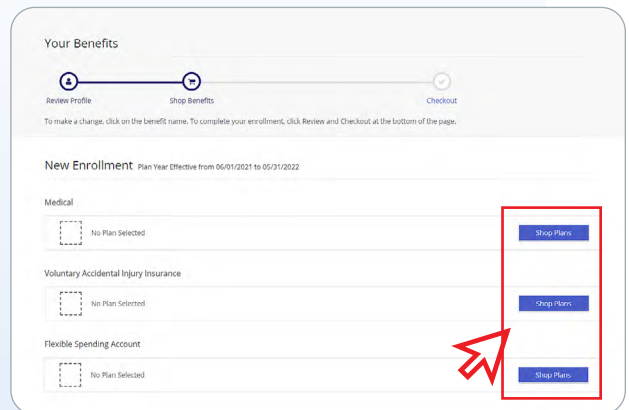 Your Benefits
Review Profile
Shop Benefits
Checkout
To make a change, click on the benefit name. To complete your enrollment, click Review and Checkout at the bottom of the page.
New Enrollment Plan Year Effective from 06/01/2021 to 05/31/2022
Medical
No Plan Selected
Shop Plans
Voluntary Accidental Injury Insurance
No Plan Selected
Shop Plans
Flexible Spending Account
No Plan Selected
Shop Plans